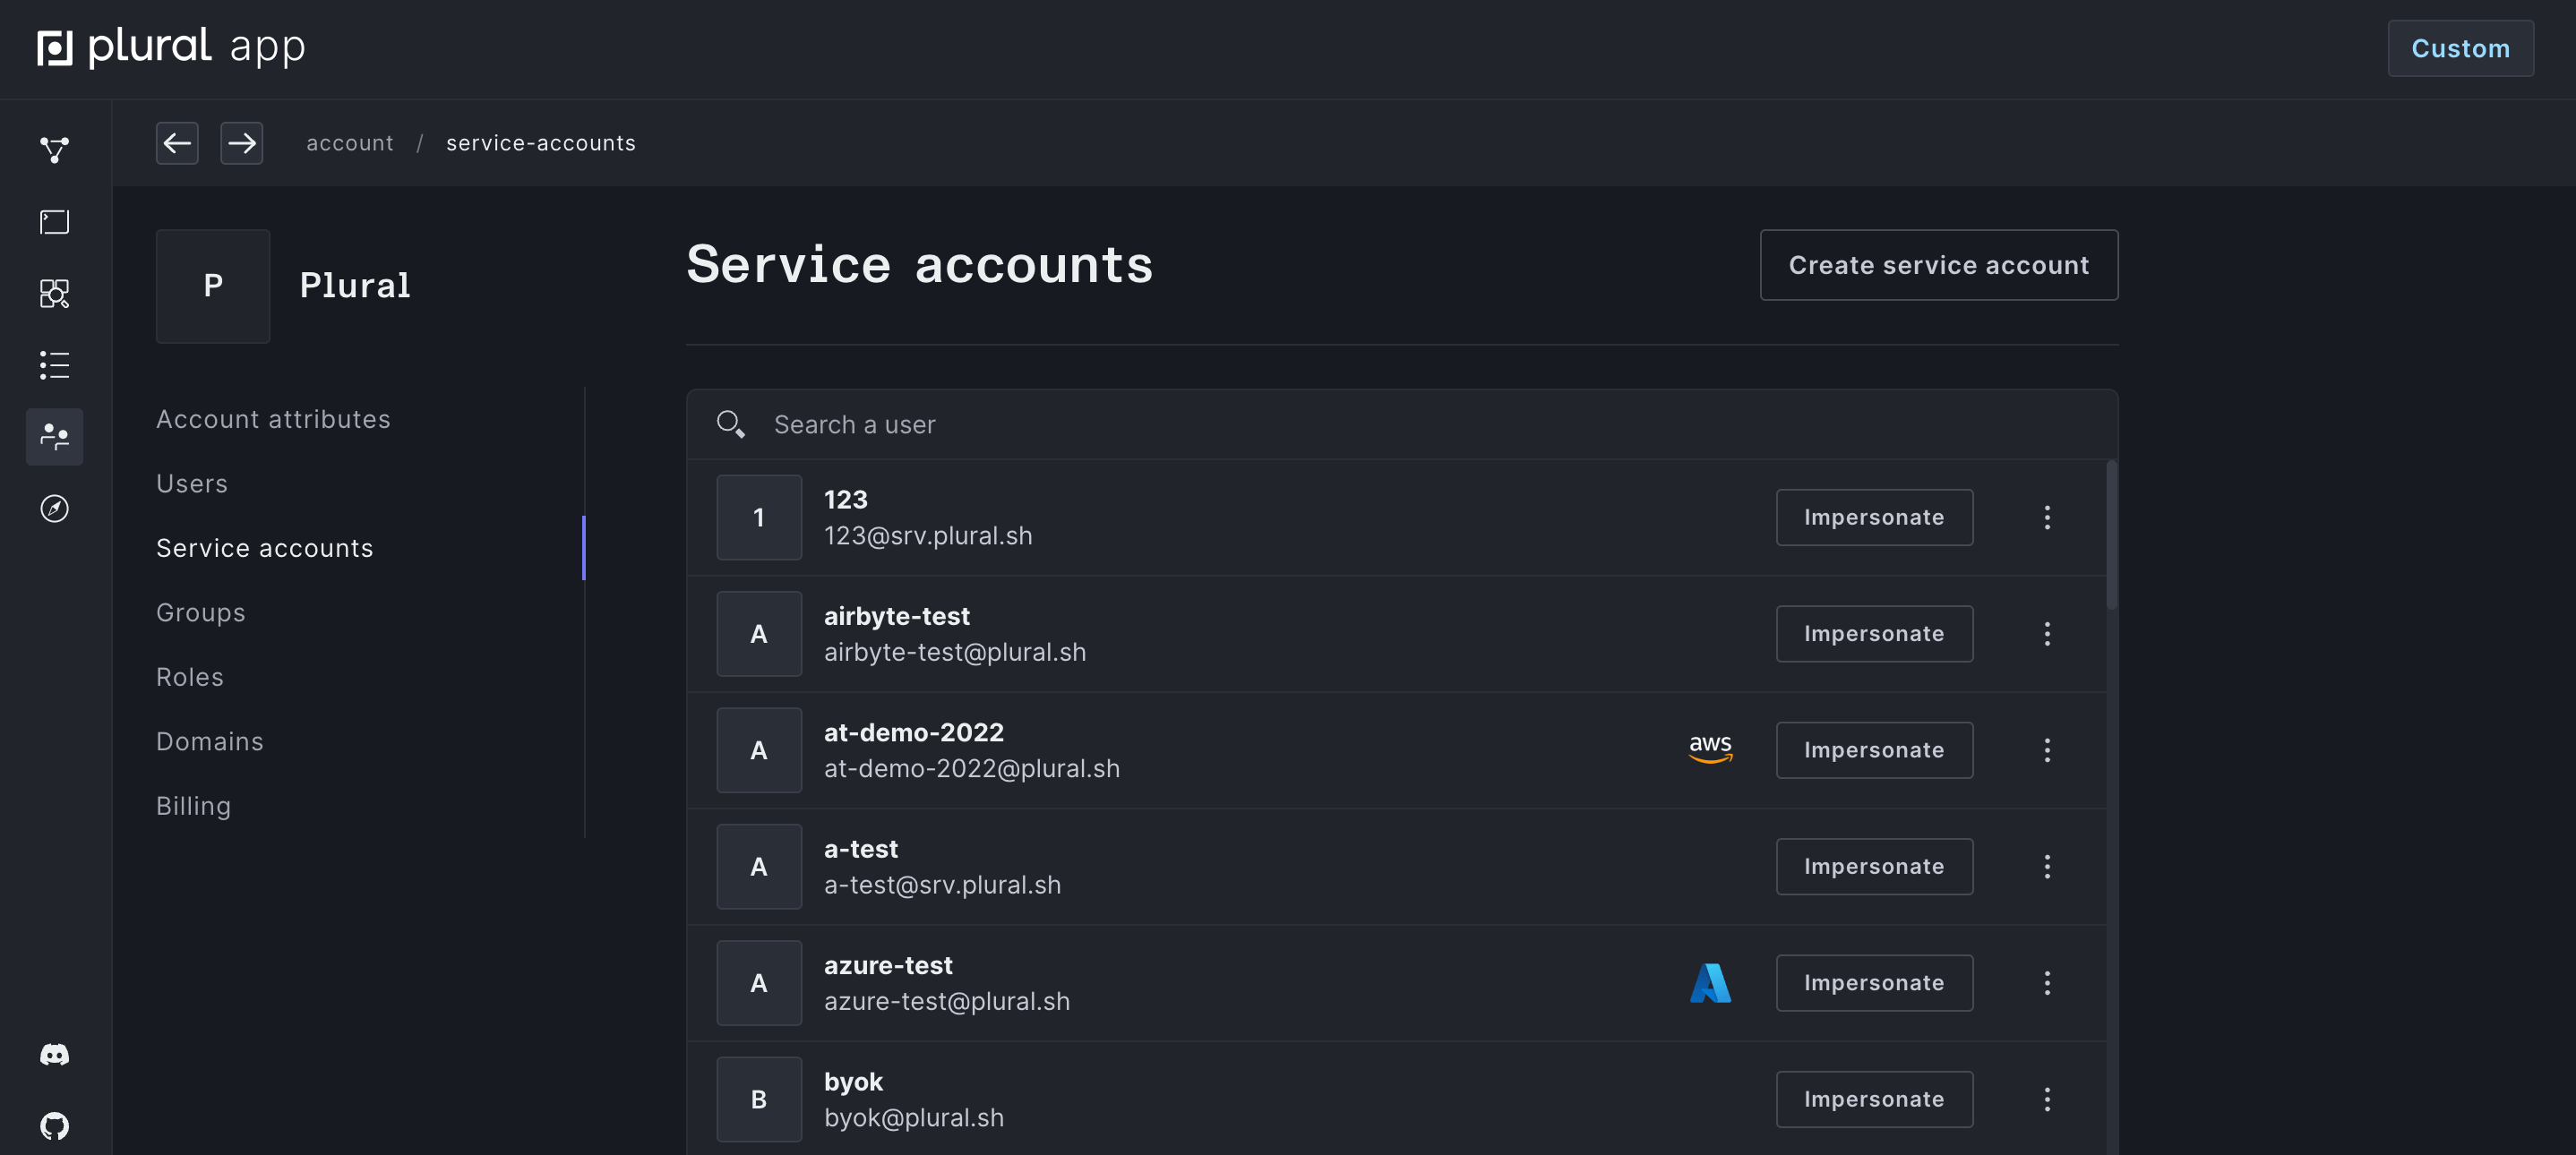 plural app
Custom
account / service-accounts
P
Plural
Service accounts
Create service account
Account attributes
Users
Service accounts
Groups
Roles
Domains
Billing
Search a user
1
123
123@srv.plural.sh
Impersonate
A
airbyte-test
airbyte-test@plural.sh
Impersonate
A
at-demo-2022
at-demo-2022@plural.sh
aws
Impersonate
A
a-test
a-test@srv.plural.sh
Impersonate
A
azure-test
azure-test@plural.sh
Impersonate
B
byok
byok@plural.sh
Impersonate